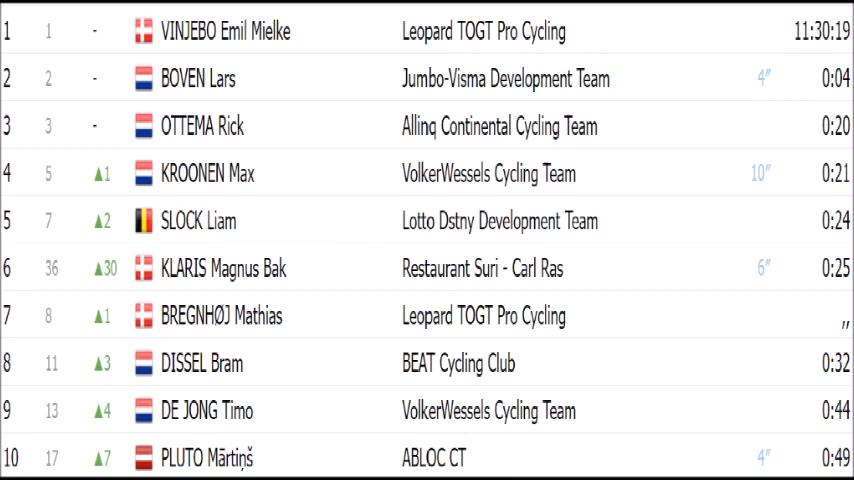 1 1 - VINJEBO Emil Mielke Leopard TOGT Pro Cycling 11:30:19
2 2 - BOVEN Lars Jumbo-Visma Development Team 4″ 0:04
3 3 - OTTEMA Rick Allinq Continental Cycling Team 0:20
4 5 ▲1 KROONEN Max VolkerWessels Cycling Team 10″ 0:21
5 7 ▲2 SLOCK Liam Lotto Dstny Development Team 0:24
6 36 ▲30 KLARIS Magnus Bak Restaurant Suri - Carl Ras 6″ 0:25
7 8 ▲1 BREGNHØJ Mathias Leopard TOGT Pro Cycling ,,
8 11 ▲3 DISSEL Bram BEAT Cycling Club 0:32
9 13 ▲4 DE JONG Timo VolkerWessels Cycling Team 0:44
10 17 ▲7 PLUTO Mārtiņš ABLOC CT 4″ 0:49